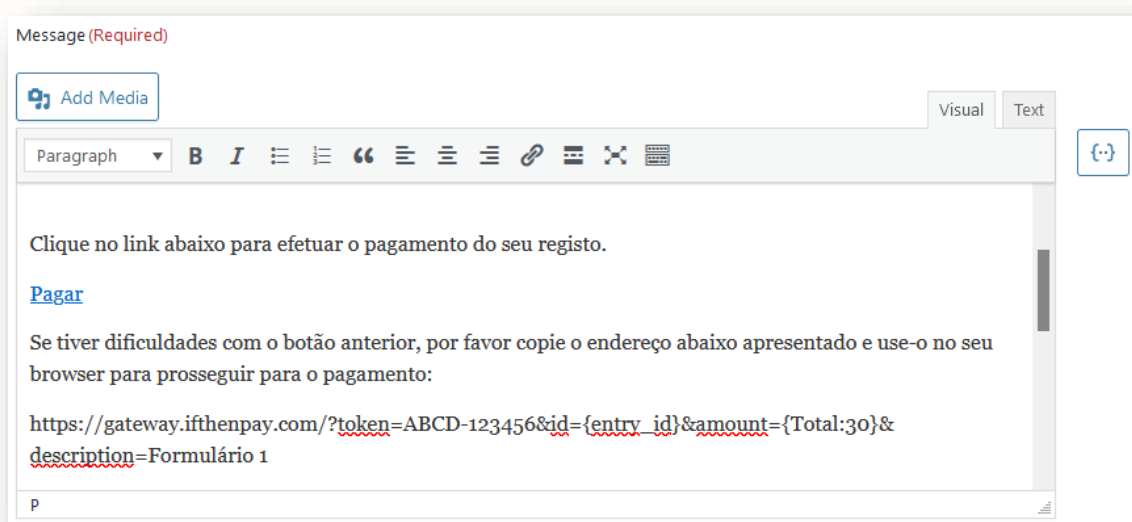 Message (Required)
Add Media
Visual Text
Paragraph B I
{··}
Clique no link abaixo para efetuar o pagamento do seu registo.
Pagar
Se tiver dificuldades com o botão anterior, por favor copie o endereço abaixo apresentado e use-o no seu
browser para prosseguir para o pagamento:
https://gateway.ifthenpay.com/?token=ABCD-123456&id={entry_id}&amount={Total:30}&
description=Formulário 1
P